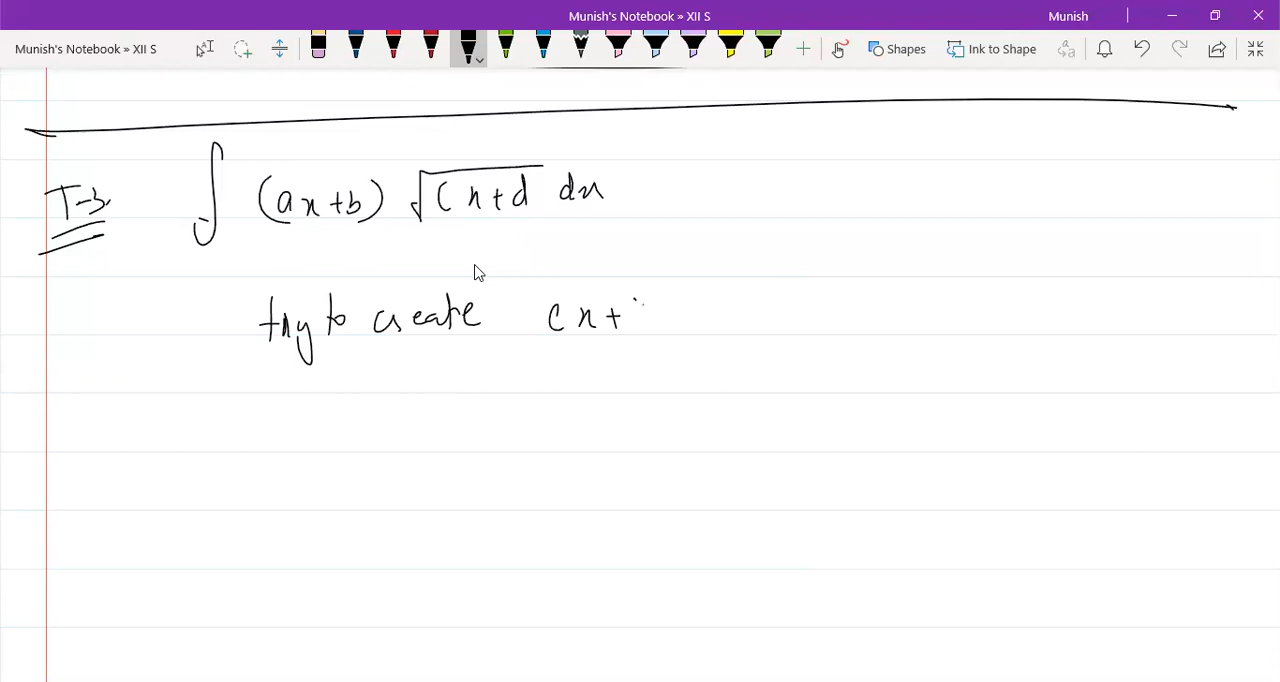 Munish's Notebook » XII S
Munish
Munish's Notebook » XII S
Shapes
Ink to Shape
T-3. ∫ (ax+b) √(cx+d) dx
try to create cx+